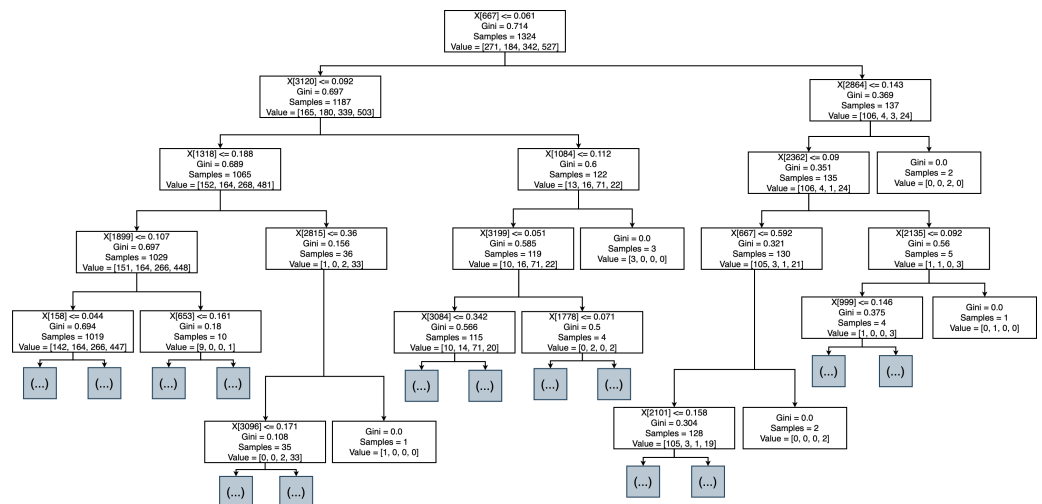 X[667] <= 0.061
Gini = 0.714
Samples = 1324
Value = [271, 184, 342, 527]
X[3120] <= 0.092
Gini = 0.697
Samples = 1187
Value = [165, 180, 339, 503]
X[2864] <= 0.143
Gini = 0.369
Samples = 137
Value = [106, 4, 3, 24]
X[1318] <= 0.188
Gini = 0.689
Samples = 1065
Value = [152, 164, 268, 481]
X[1084] <= 0.112
Gini = 0.6
Samples = 122
Value = [13, 16, 71, 22]
X[2362] <= 0.09
Gini = 0.351
Samples = 135
Value = [106, 4, 1, 24]
Gini = 0.0
Samples = 2
Value = [0, 0, 2, 0]
X[1899] <= 0.107
Gini = 0.697
Samples = 1029
Value = [151, 164, 266, 448]
X[2815] <= 0.36
Gini = 0.156
Samples = 36
Value = [1, 0, 2, 33]
X[3199] <= 0.051
Gini = 0.585
Samples = 119
Value = [10, 16, 71, 22]
Gini = 0.0
Samples = 3
Value = [3, 0, 0, 0]
X[667] <= 0.592
Gini = 0.321
Samples = 130
Value = [105, 3, 1, 21]
X[2135] <= 0.092
Gini = 0.56
Samples = 5
Value = [1, 1, 0, 3]
X[158] <= 0.044
Gini = 0.694
Samples = 1019
Value = [142, 164, 266, 447]
X[653] <= 0.161
Gini = 0.18
Samples = 10
Value = [9, 0, 0, 1]
X[3084] <= 0.342
Gini = 0.566
Samples = 115
Value = [10, 14, 71, 20]
X[1778] <= 0.071
Gini = 0.5
Samples = 4
Value = [0, 2, 0, 2]
X[999] <= 0.146
Gini = 0.375
Samples = 4
Value = [1, 0, 0, 3]
Gini = 0.0
Samples = 1
Value = [0, 1, 0, 0]
(...)
(...)
(...)
(...)
(...)
(...)
(...)
(...)
(...)
(...)
X[3096] <= 0.171
Gini = 0.108
Samples = 35
Value = [0, 0, 2, 33]
Gini = 0.0
Samples = 1
Value = [1, 0, 0, 0]
X[2101] <= 0.158
Gini = 0.304
Samples = 128
Value = [105, 3, 1, 19]
Gini = 0.0
Samples = 2
Value = [0, 0, 0, 2]
(...)
(...)
(...)
(...)